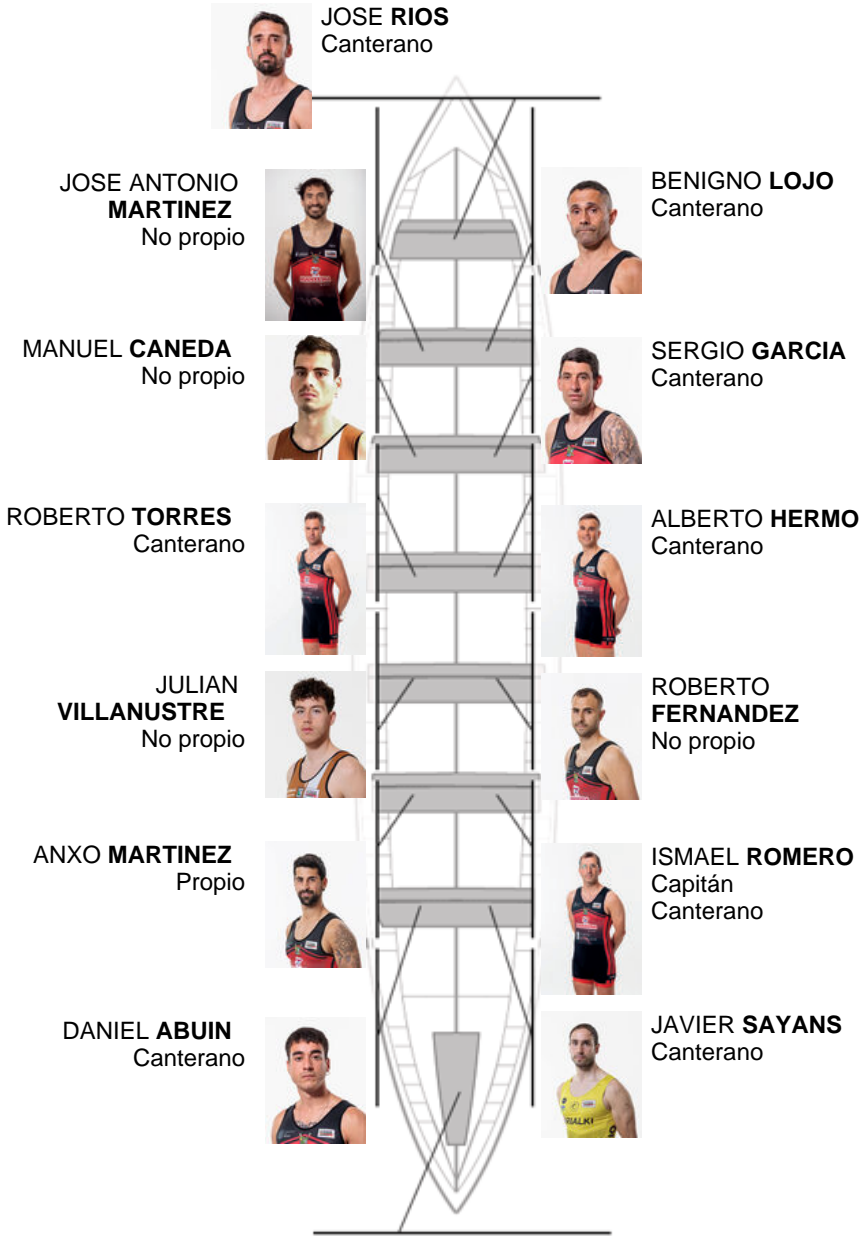 JOSE RIOS
Canterano
JOSE ANTONIO
MARTINEZ
No propio
BENIGNO LOJO
Canterano
MANUEL CANEDA
No propio
SERGIO GARCIA
Canterano
ROBERTO TORRES
Canterano
ALBERTO HERMO
Canterano
JULIAN
VILLANUSTRE
No propio
ROBERTO
FERNANDEZ
No propio
ANXO MARTINEZ
Propio
ISMAEL ROMERO
Capitán
Canterano
DANIEL ABUIN
Canterano
JAVIER SAYANS
Canterano